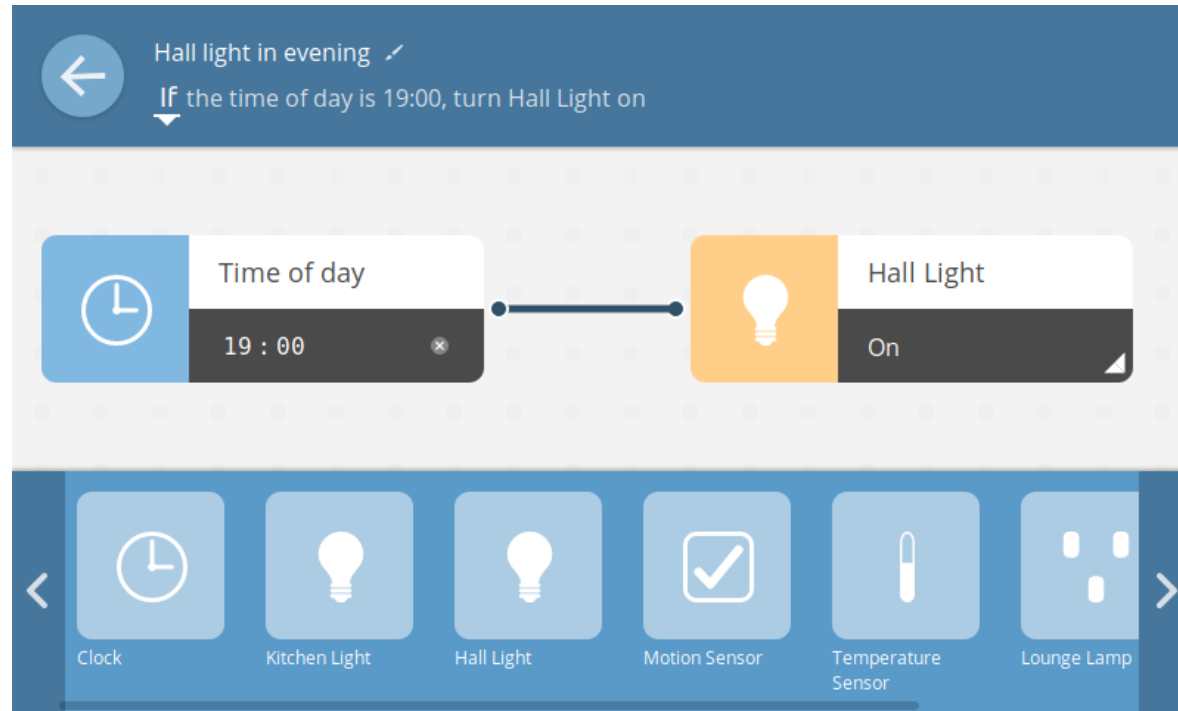 Hall light in evening
If the time of day is 19:00, turn Hall Light on
Time of day
19 : 00
Hall Light
On
Clock
Kitchen Light
Hall Light
Motion Sensor
Temperature
Sensor
Lounge Lamp